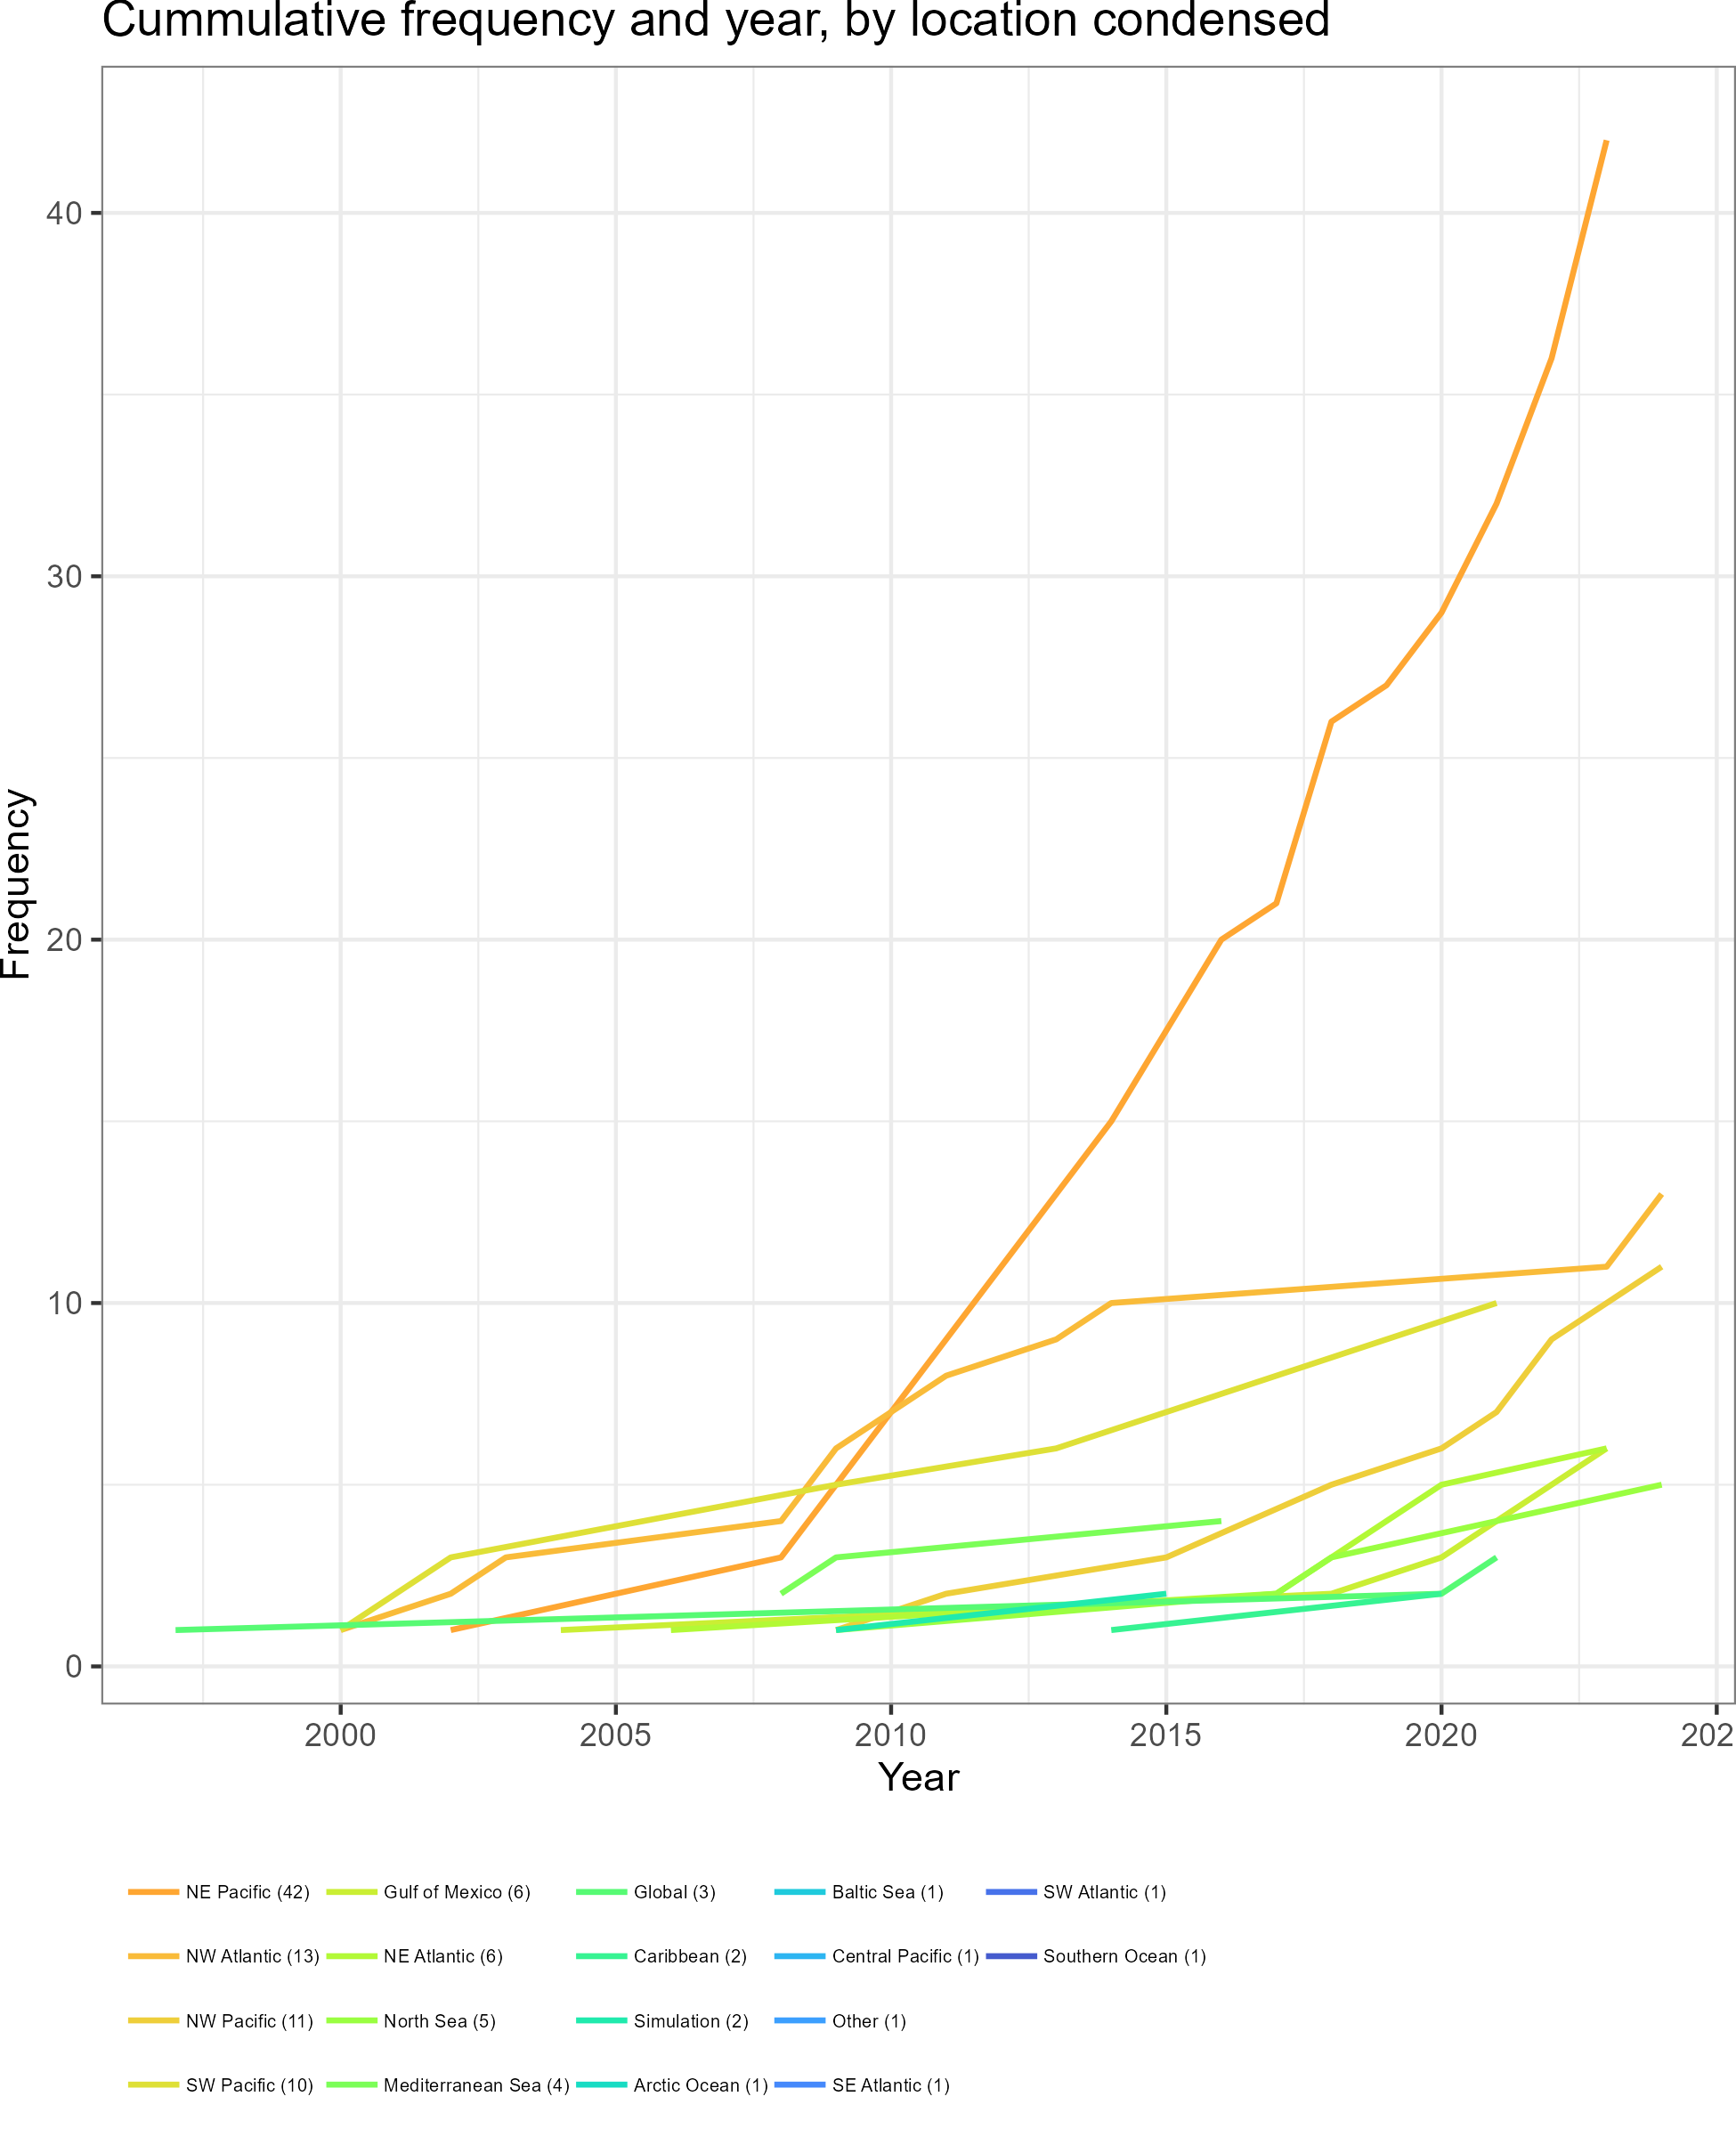 Cummulative frequency and year, by location condensed
40
30
20
10
0
Frequency
2000 2005 2010 2015 2020 202
Year
NE Pacific (42) Gulf of Mexico (6) Global (3) Baltic Sea (1) SW Atlantic (1)
NW Atlantic (13) NE Atlantic (6) Caribbean (2) Central Pacific (1) Southern Ocean (1)
NW Pacific (11) North Sea (5) Simulation (2) Other (1)
SW Pacific (10) Mediterranean Sea (4) Arctic Ocean (1) SE Atlantic (1)